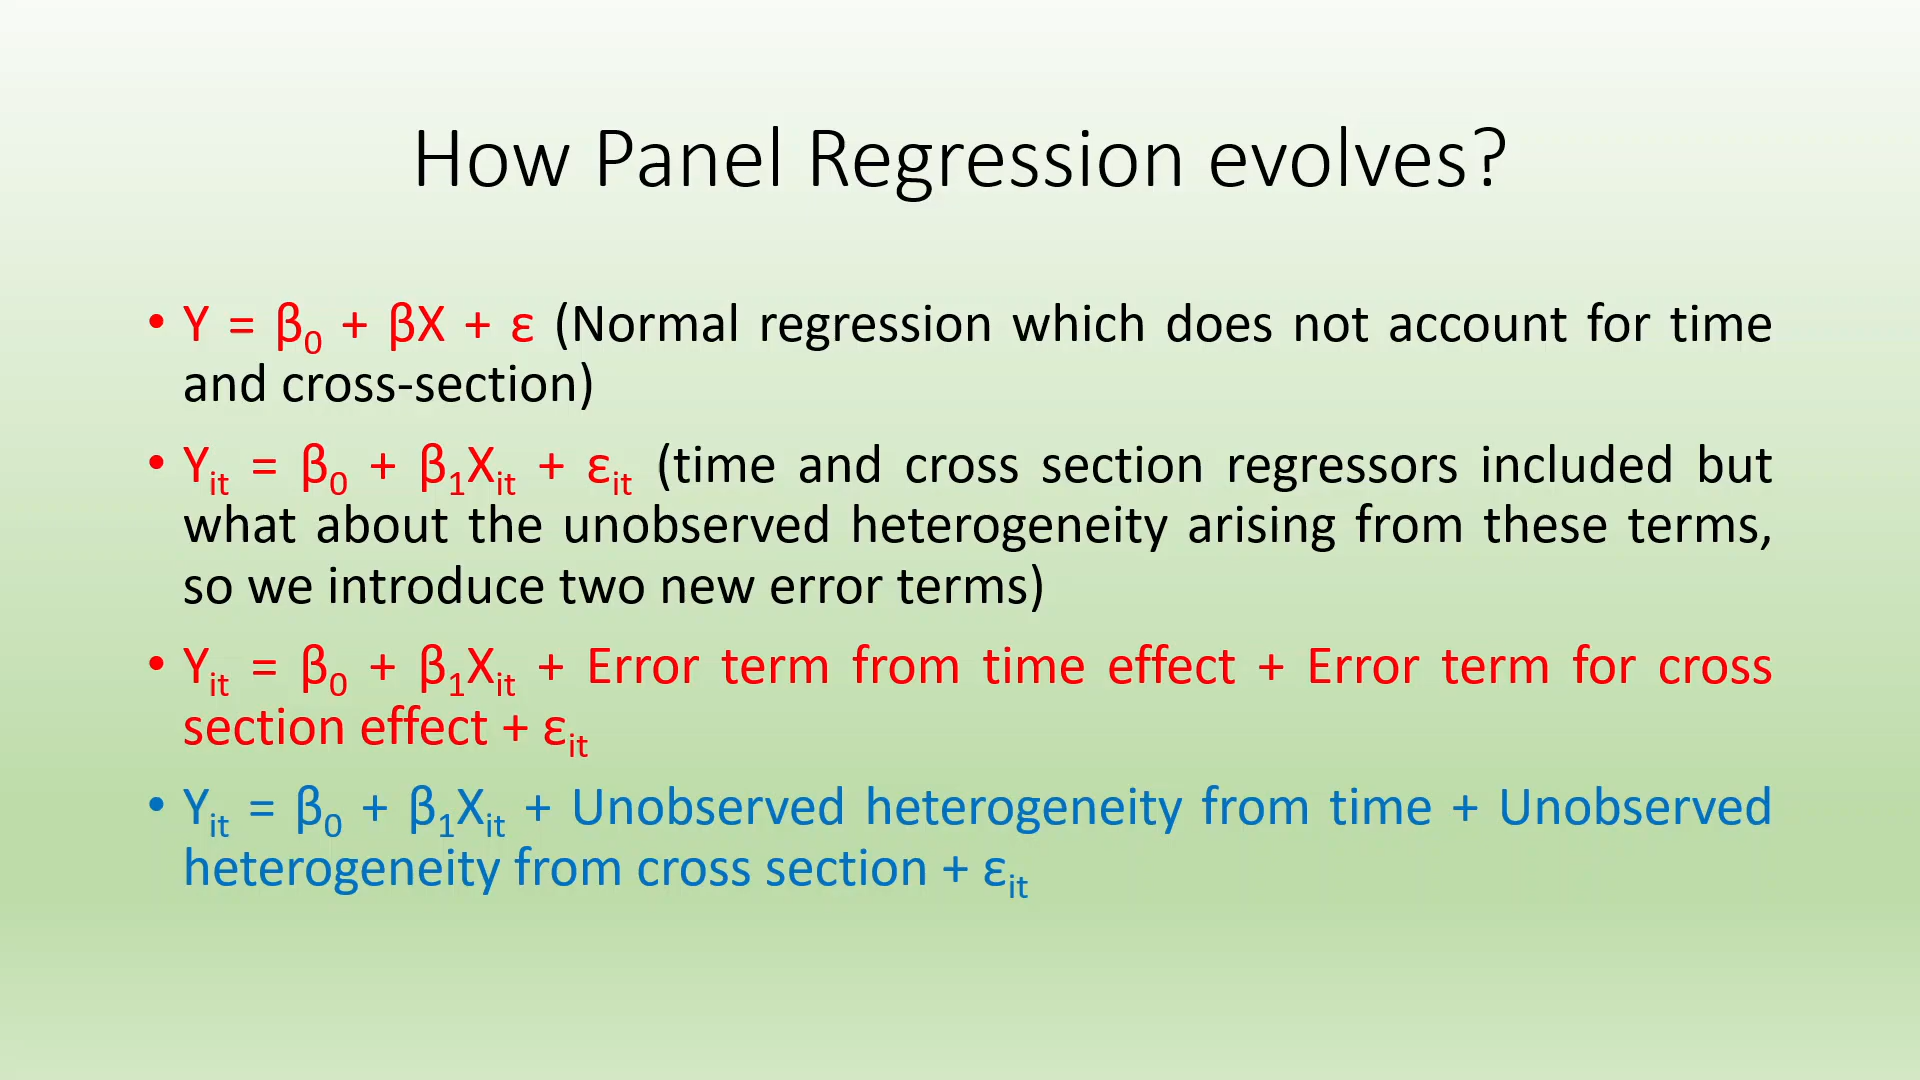 How Panel Regression evolves?
• Y = β₀ + βX + ε (Normal regression which does not account for time
and cross-section)
• Yᵢₜ = β₀ + β₁Xᵢₜ + εᵢₜ (time and cross section regressors included but
what about the unobserved heterogeneity arising from these terms,
so we introduce two new error terms)
• Yᵢₜ = β₀ + β₁Xᵢₜ + Error term from time effect + Error term for cross
section effect + εᵢₜ
• Yᵢₜ = β₀ + β₁Xᵢₜ + Unobserved heterogeneity from time + Unobserved
heterogeneity from cross section + εᵢₜ